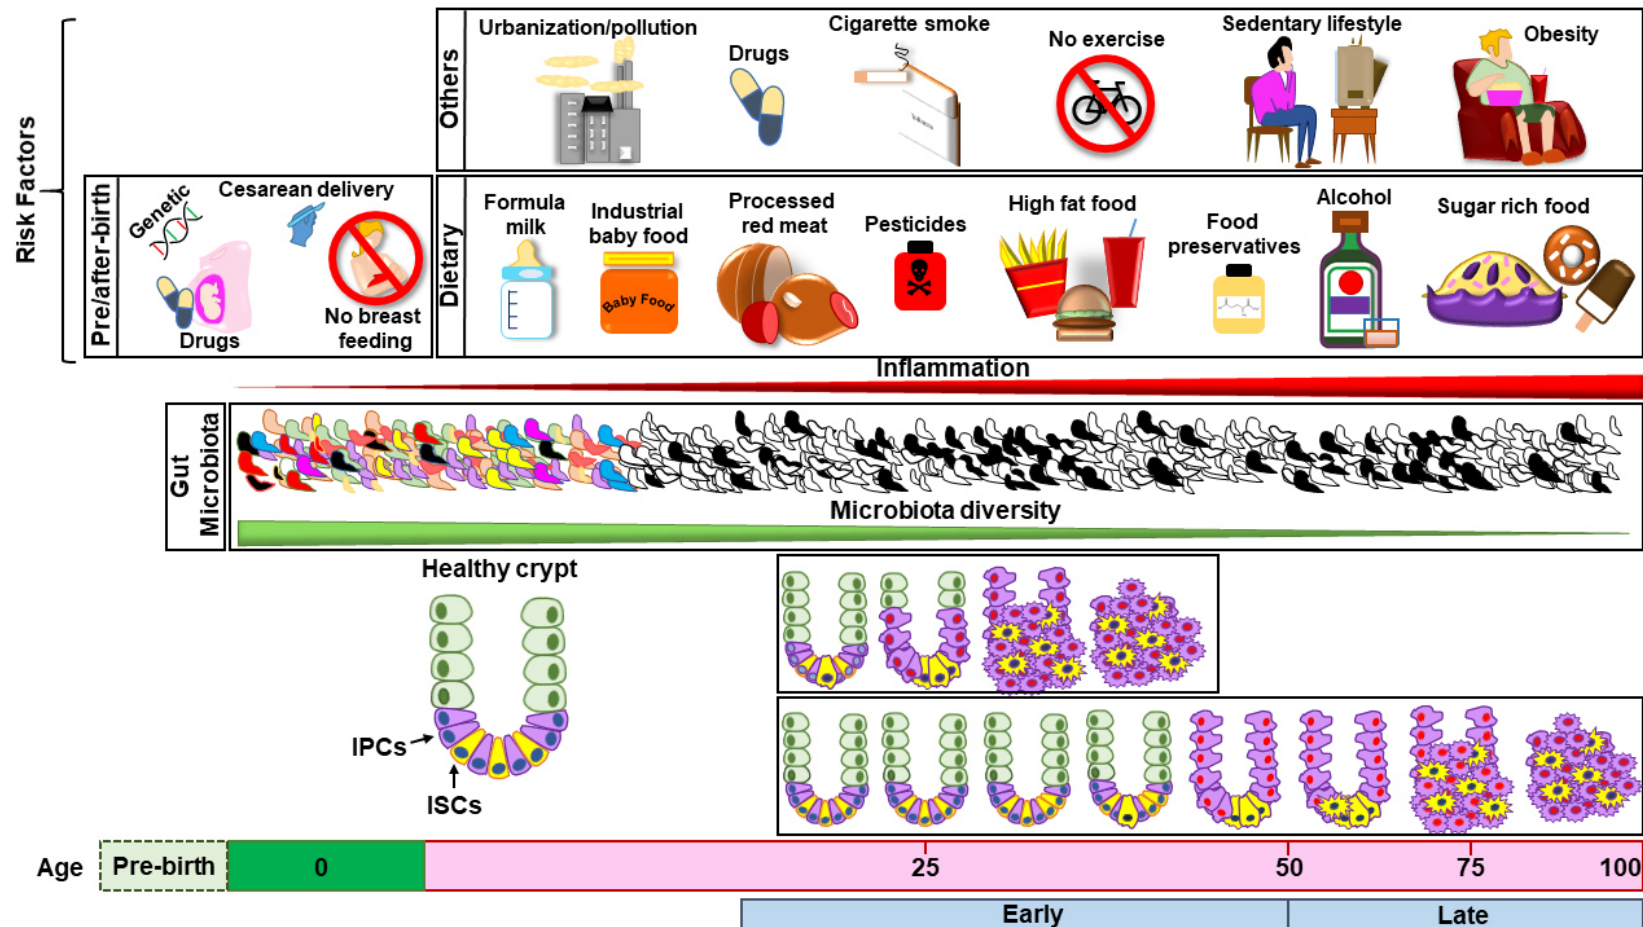 Risk Factors
Others
Urbanization/pollution
Drugs
Cigarette smoke
No exercise
Sedentary lifestyle
Obesity
Pre/after-birth
Genetic
Cesarean delivery
Drugs
No breast
feeding
Dietary
Formula
milk
Industrial
baby food
Baby Food
Processed
red meat
Pesticides
High fat food
Food
preservatives
Alcohol
Sugar rich food
Inflammation
Gut
Microbiota
Microbiota diversity
Healthy crypt
IPCs
ISCs
Age
Pre-birth
0
25
50
75
100
Early
Late